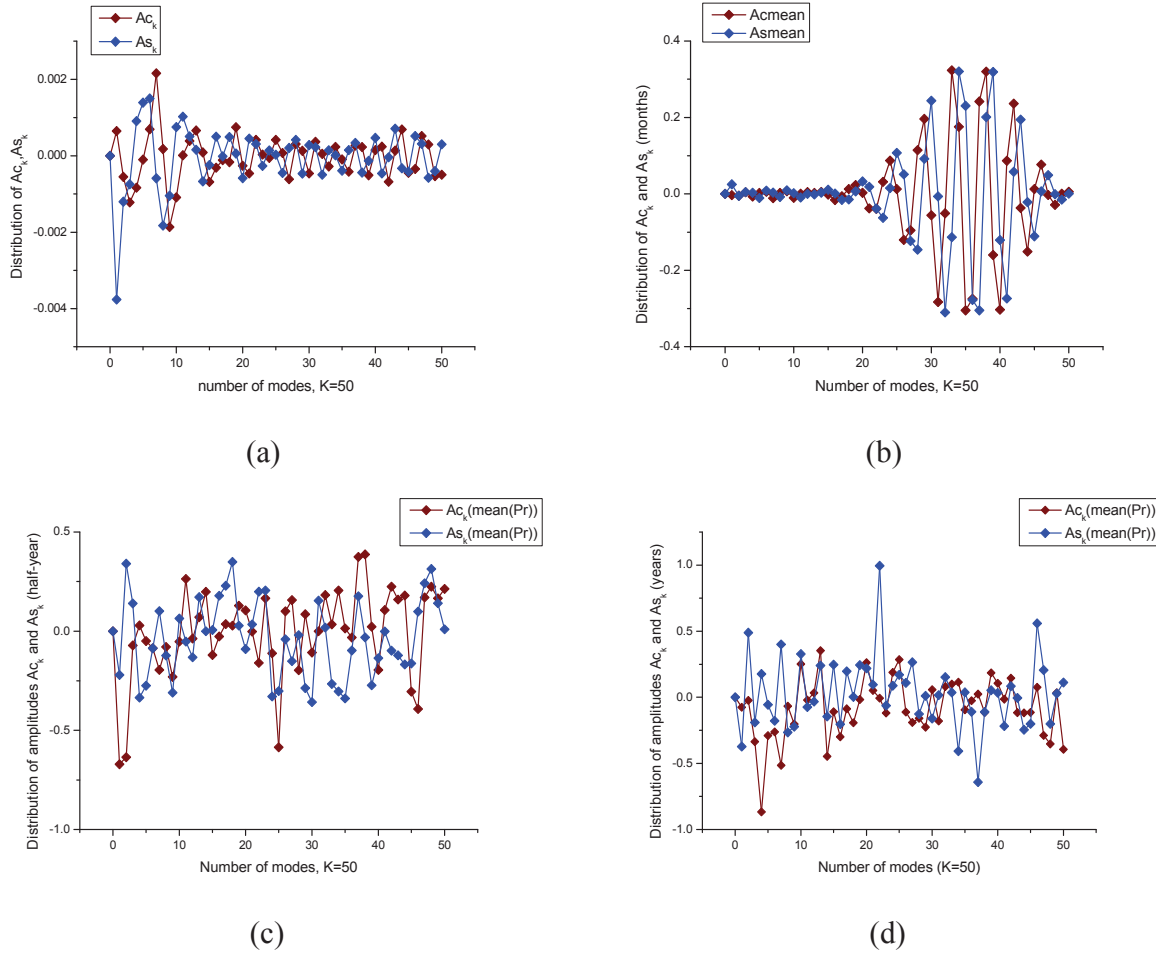 Ac_k
As_k
0.002
0.000
-0.002
-0.004
Distribution of Ac_k,As_k
0 10 20 30 40 50
number of modes, K=50
(a)
Acmean
Asmean
0.4
0.2
0.0
-0.2
-0.4
Distribution of Ac_k and As_k (months)
0 10 20 30 40 50
Number of modes, K=50
(b)
Ac_k(mean(Pr))
As_k(mean(Pr))
0.5
0.0
-0.5
-1.0
Distribution of amplitudes Ac_k and As_k (half-year)
0 10 20 30 40 50
Number of modes, K=50
(c)
Ac_k(mean(Pr))
As_k(mean(Pr))
1.0
0.5
0.0
-0.5
-1.0
Distribution of amplitudes Ac_k and As_k (years)
0 10 20 30 40 50
Number of modes (K=50)
(d)